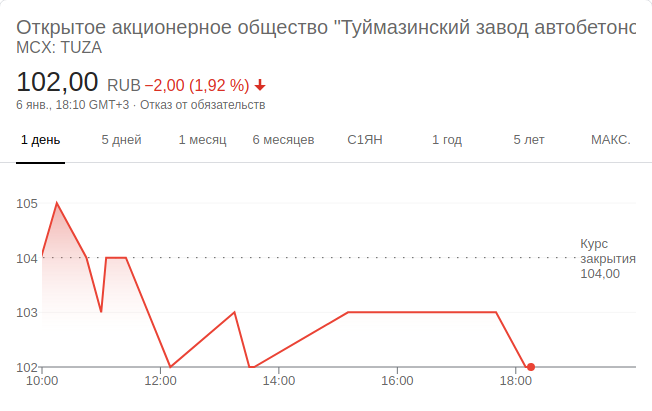 Открытое акционерное общество "Туймазинский завод автобетоно
MCX: TUZA
102,00 RUB −2,00 (1,92 %)
6 янв., 18:10 GMT+3 · Отказ от обязательств
1 день 5 дней 1 месяц 6 месяцев С1ЯН 1 год 5 лет МАКС.
105
Курс
104 закрытия
104,00
103
102
10:00 12:00 14:00 16:00 18:00